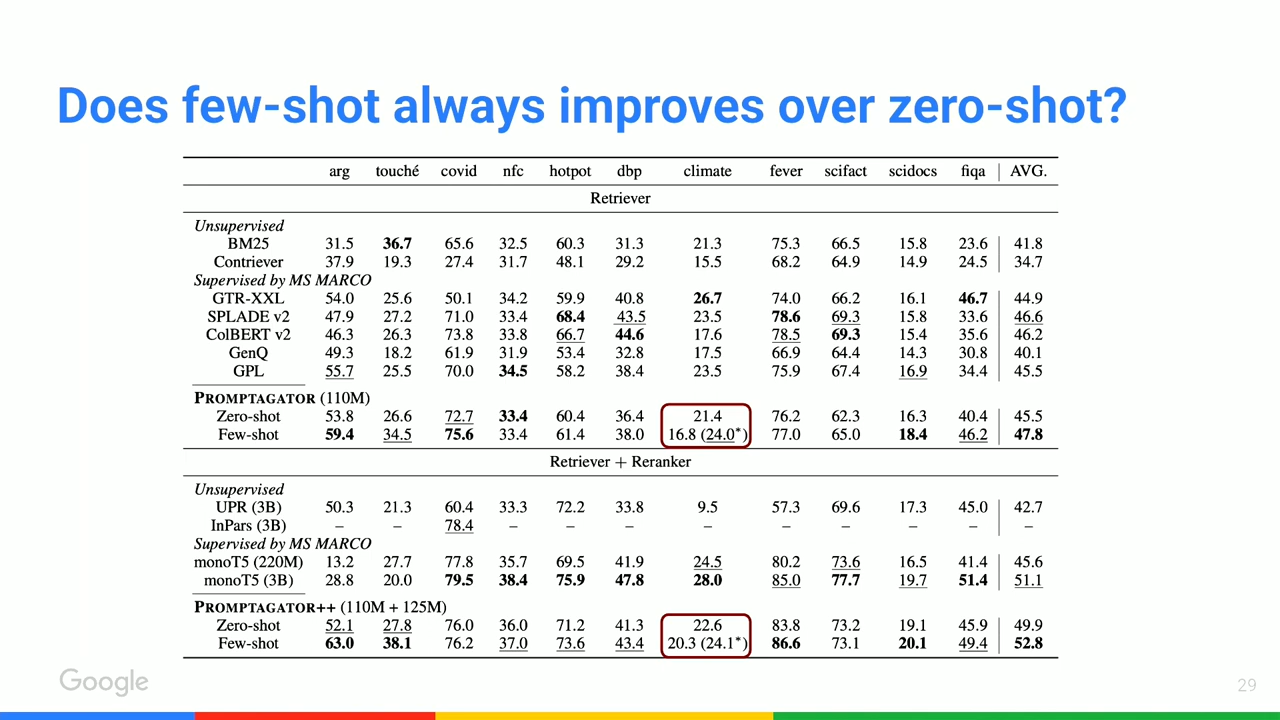 Does few-shot always improves over zero-shot?
arg touché covid nfc hotpot dbp climate fever scifact scidocs fiqa AVG.
Retriever
Unsupervised
BM25 31.5 36.7 65.6 32.5 60.3 31.3 21.3 75.3 66.5 15.8 23.6 41.8
Contriever 37.9 19.3 27.4 31.7 48.1 29.2 15.5 68.2 64.9 14.9 24.5 34.7
Supervised by MS MARCO
GTR-XXL 54.0 25.6 50.1 34.2 59.9 40.8 26.7 74.0 66.2 16.1 46.7 44.9
SPLADE v2 47.9 27.2 71.0 33.4 68.4 43.5 23.5 78.6 69.3 15.8 33.6 46.6
ColBERT v2 46.3 26.3 73.8 33.8 66.7 44.6 17.6 78.5 69.3 15.4 35.6 46.2
GenQ 49.3 18.2 61.9 31.9 53.4 32.8 17.5 66.9 64.4 14.3 30.8 40.1
GPL 55.7 25.5 70.0 34.5 58.2 38.4 23.5 75.9 67.4 16.9 34.4 45.5
PROMPTAGATOR (110M)
Zero-shot 53.8 26.6 72.7 33.4 60.4 36.4 21.4 76.2 62.3 16.3 40.4 45.5
Few-shot 59.4 34.5 75.6 33.4 61.4 38.0 16.8 (24.0*) 77.0 65.0 18.4 46.2 47.8
Retriever + Reranker
Unsupervised
UPR (3B) 50.3 21.3 60.4 33.3 72.2 33.8 9.5 57.3 69.6 17.3 45.0 42.7
InPars (3B) – – 78.4 – – – – – – – – –
Supervised by MS MARCO
monoT5 (220M) 13.2 27.7 77.8 35.7 69.5 41.9 24.5 80.2 73.6 16.5 41.4 45.6
monoT5 (3B) 28.8 20.0 79.5 38.4 75.9 47.8 28.0 85.0 77.7 19.7 51.4 51.1
PROMPTAGATOR++ (110M + 125M)
Zero-shot 52.1 27.8 76.0 36.0 71.2 41.3 22.6 83.8 73.2 19.1 45.9 49.9
Few-shot 63.0 38.1 76.2 37.0 73.6 43.4 20.3 (24.1*) 86.6 73.1 20.1 49.4 52.8
Google
29